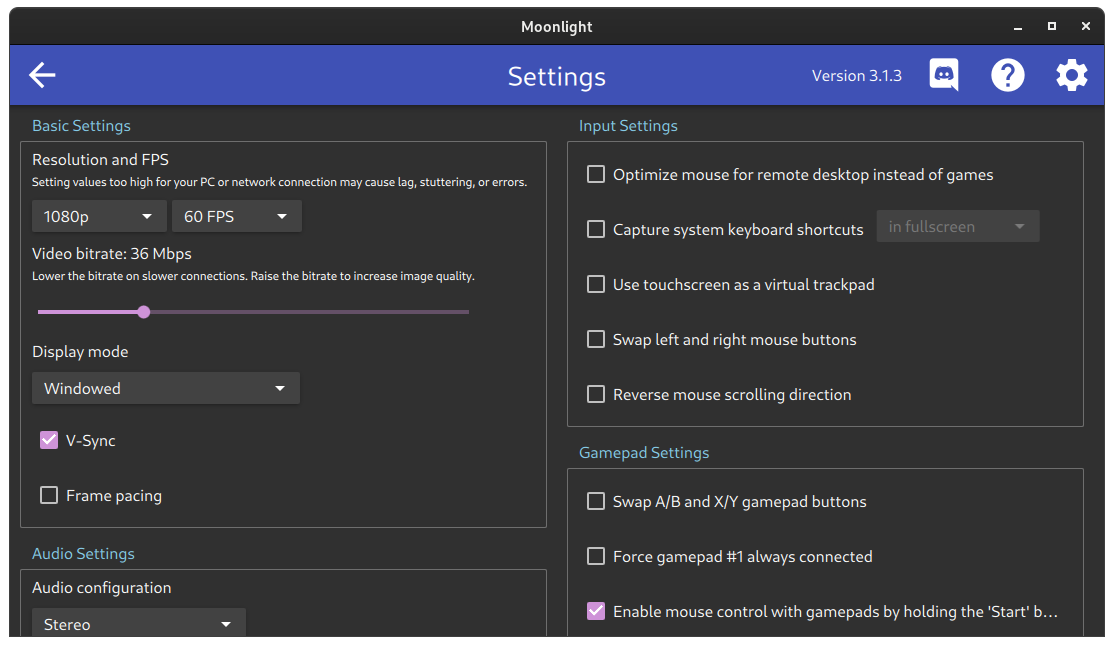 Moonlight
Settings
Version 3.1.3
Basic Settings
Resolution and FPS
Setting values too high for your PC or network connection may cause lag, stuttering, or errors.
1080p
60 FPS
Video bitrate: 36 Mbps
Lower the bitrate on slower connections. Raise the bitrate to increase image quality.
Display mode
Windowed
V-Sync
Frame pacing
Audio Settings
Audio configuration
Stereo
Input Settings
Optimize mouse for remote desktop instead of games
Capture system keyboard shortcuts
in fullscreen
Use touchscreen as a virtual trackpad
Swap left and right mouse buttons
Reverse mouse scrolling direction
Gamepad Settings
Swap A/B and X/Y gamepad buttons
Force gamepad #1 always connected
Enable mouse control with gamepads by holding the 'Start' b...